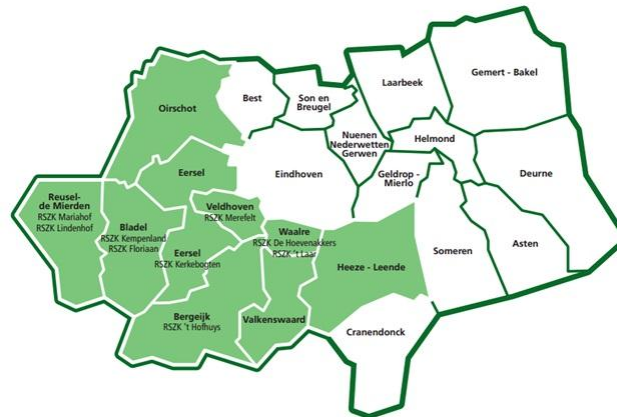 Gemert - Bakel
Laarbeek
Best
Son en
Breugel
Oirschot
Nuenen
Nederwetten
Gerwen
Helmond
Eersel
Eindhoven
Geldrop -
Mierlo
Deurne
Reusel-
de Mierden
RSZK Mariahof
RSZK Lindenhof
Veldhoven
RSZK Merefelt
Bladel
RSZK Kempenland
RSZK Floriaan
Waalre
RSZK De Hoevenakkers
RSZK 't Laar
Eersel
RSZK Kerkebogten
Someren
Asten
Heeze - Leende
Bergeijk
RSZK 't Hofhuys
Valkenswaard
Cranendonck